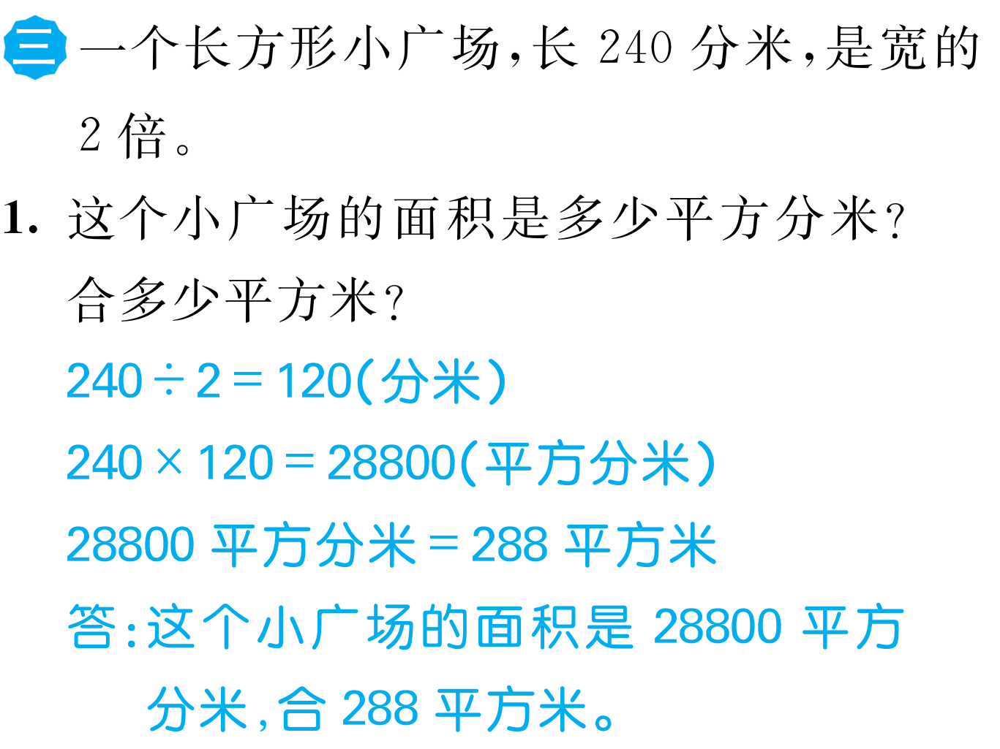 三 一个长方形小广场,长 240 分米,是宽的
2 倍。
1. 这个小广场的面积是多少平方分米?
合多少平方米?
240÷2=120(分米)
240×120=28800(平方分米)
28800 平方分米=288 平方米
答:这个小广场的面积是 28800 平方
分米,合 288 平方米。